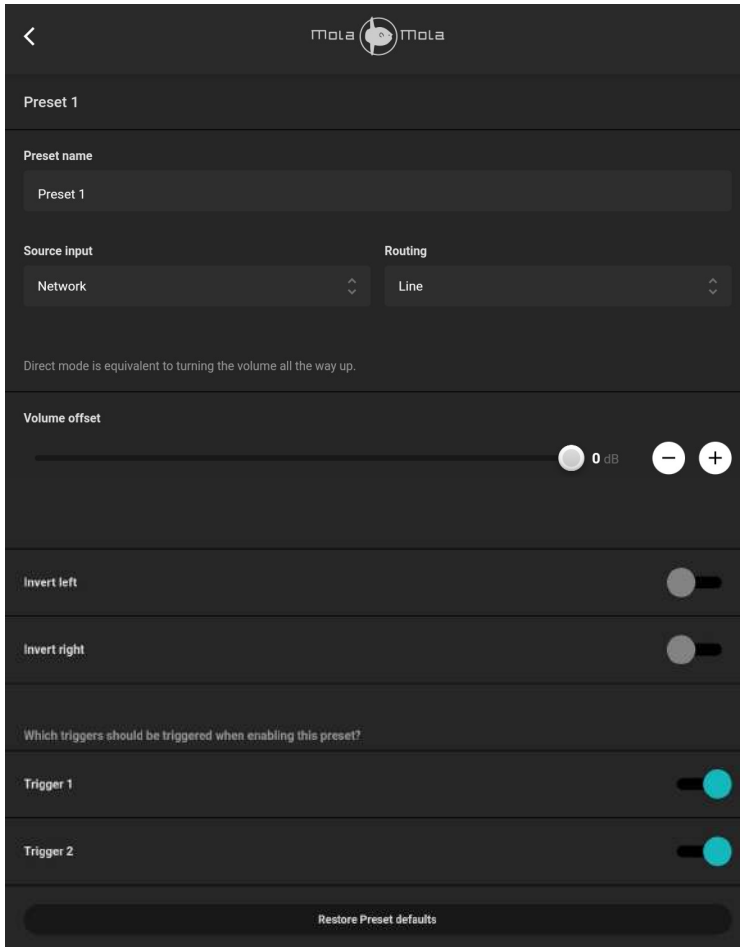 mola mola
Preset 1
Preset name
Preset 1
Source input Routing
Network Line
Direct mode is equivalent to turning the volume all the way up.
Volume offset
0 dB
Invert left
Invert right
Which triggers should be triggered when enabling this preset?
Trigger 1
Trigger 2
Restore Preset defaults